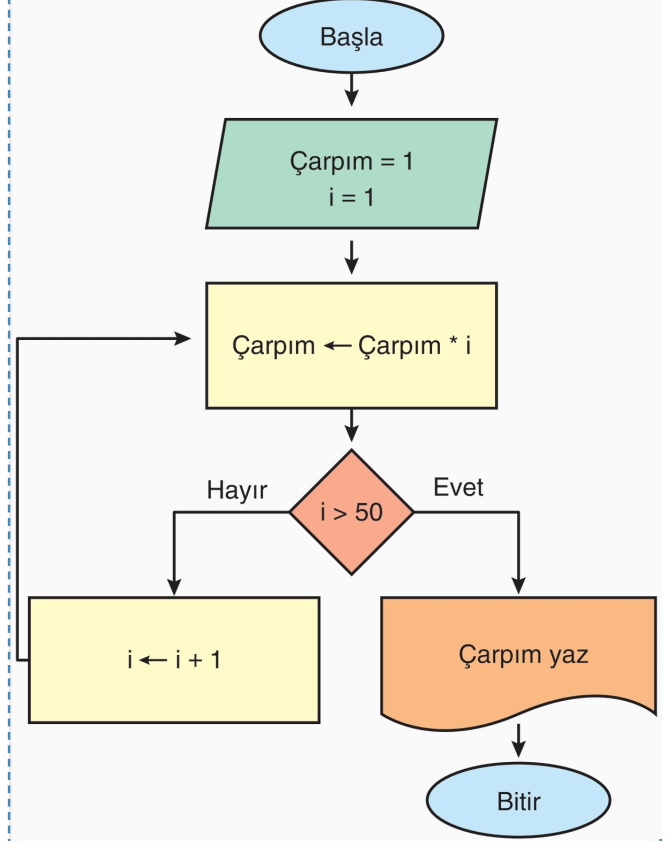 Başla
Çarpım = 1
i = 1
Çarpım ← Çarpım * i
i > 50
Hayır
Evet
i ← i + 1
Çarpım yaz
Bitir